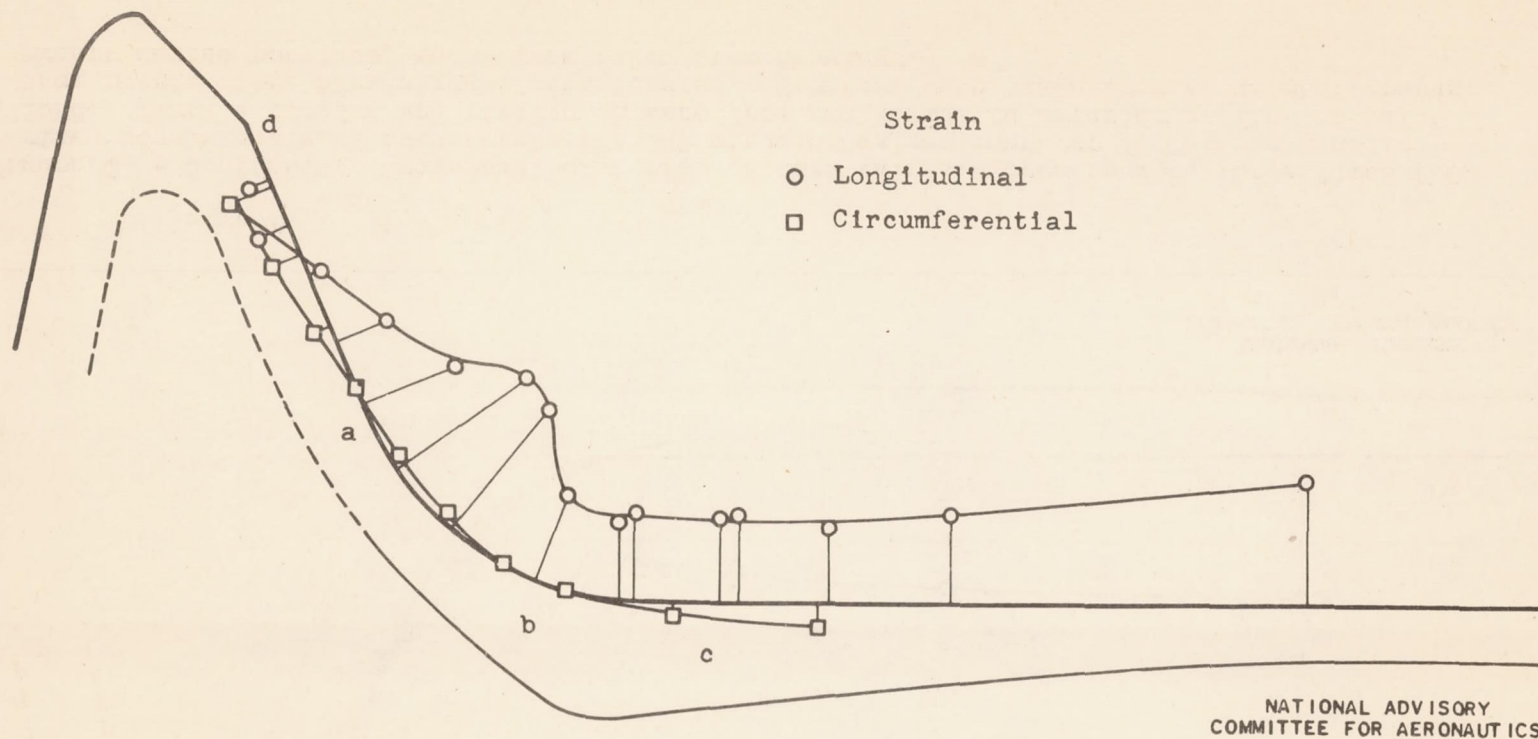 d
Strain
Longitudinal
Circumferential
a
b
c
NATIONAL ADVISORY
COMMITTEE FOR AERONAUTICS